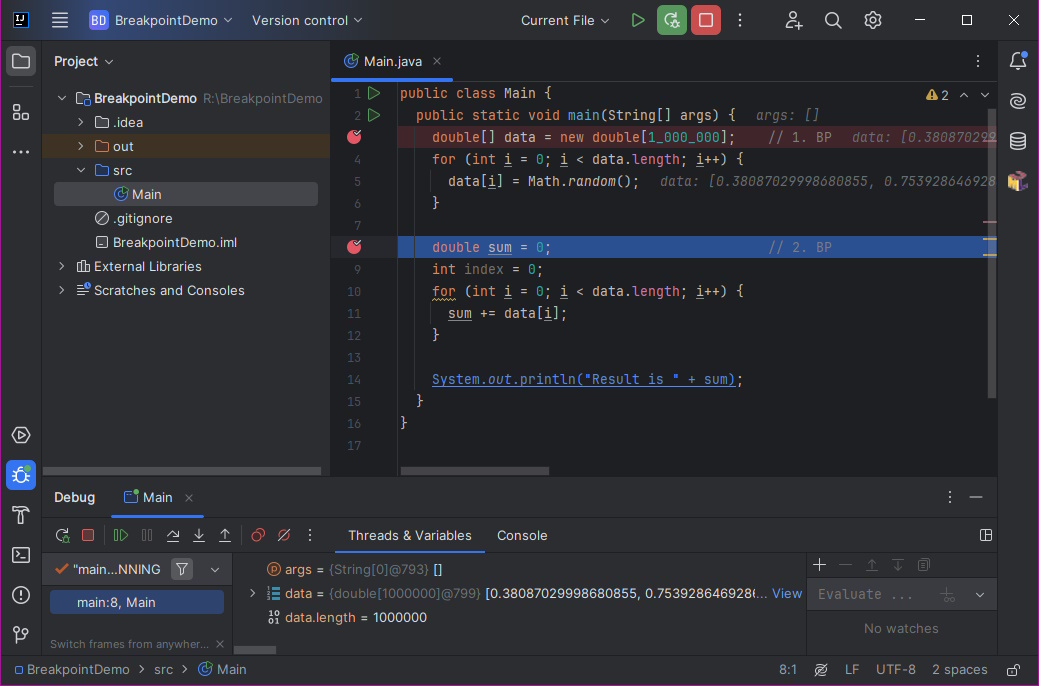 BD BreakpointDemo Version control Current File
Project
BreakpointDemo R:\BreakpointDemo
.idea
out
src
Main
.gitignore
BreakpointDemo.iml
External Libraries
Scratches and Consoles
Main.java
1 public class Main {
2 public static void main(String[] args) { args: []
double[] data = new double[1_000_000]; // 1. BP data: [0.380870299
4 for (int i = 0; i < data.length; i++) {
5 data[i] = Math.random(); data: [0.38087029998680855, 0.753928646928
6 }
7
double sum = 0; // 2. BP
9 int index = 0;
10 for (int i = 0; i < data.length; i++) {
11 sum += data[i];
12 }
13
14 System.out.println("Result is " + sum);
15 }
16 }
17
2
Debug Main
Threads & Variables Console
"main...NNING
main:8, Main
Switch frames from anywher...
args = {String[0]@793} []
data = {double[1000000]@799} [0.38087029998680855, 0.7539286469286... View
data.length = 1000000
Evaluate ...
No watches
BreakpointDemo > src > Main 8:1 LF UTF-8 2 spaces